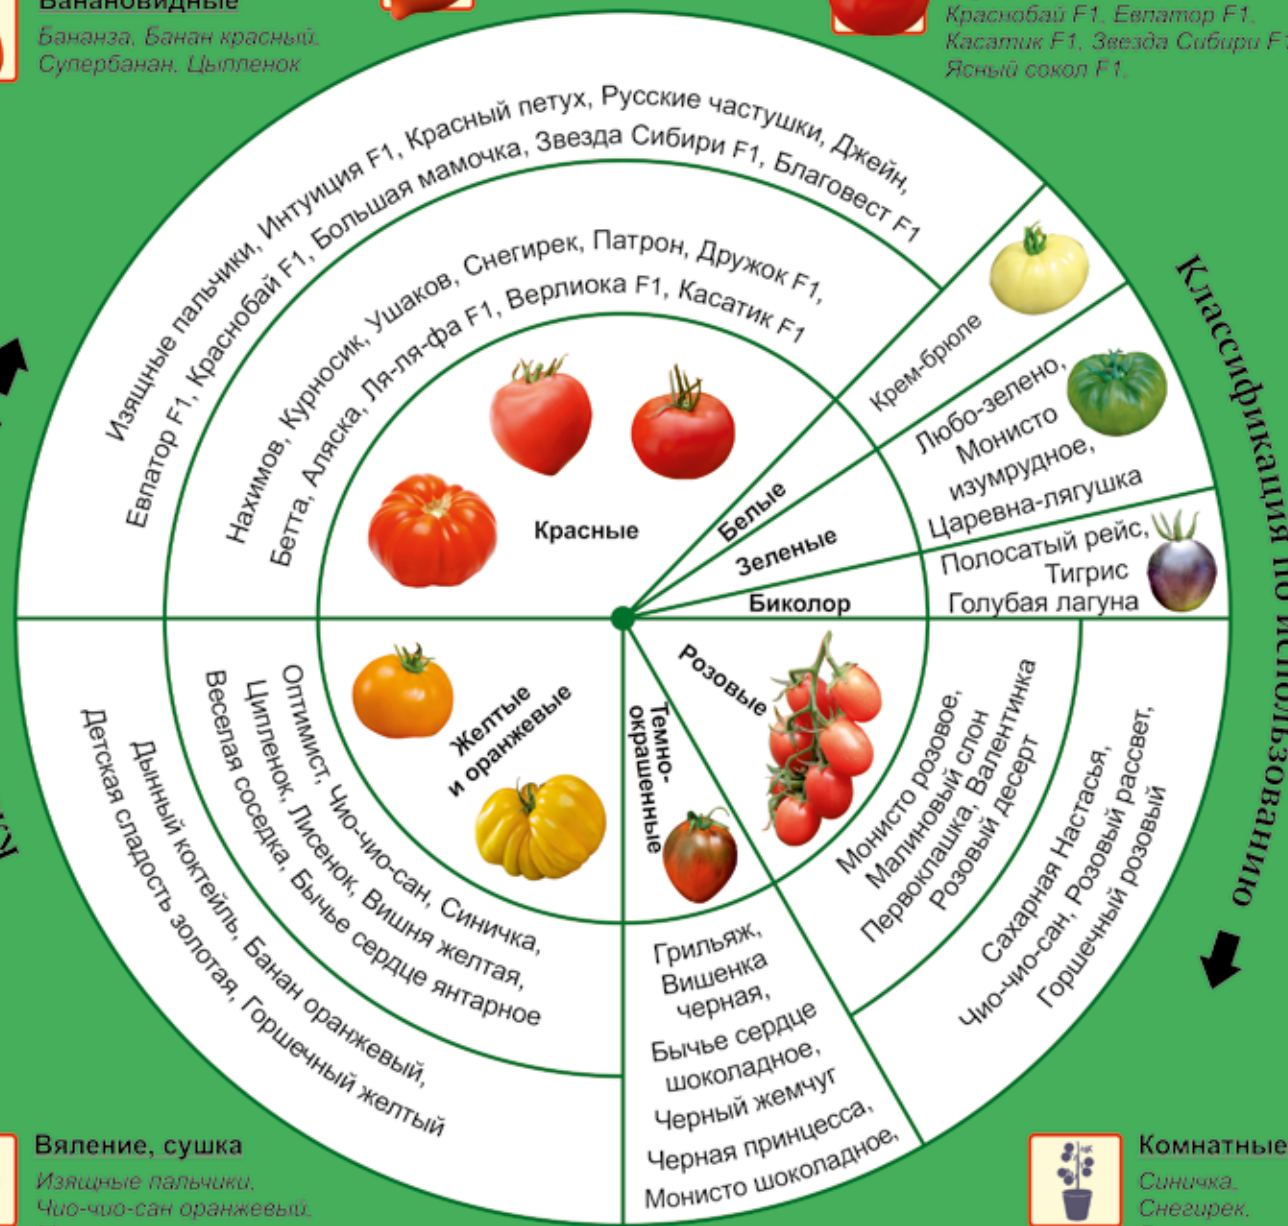 Банановидные
Бананза, Банан красный,
Супербанан, Цыпленок
Краснобай F1, Евпатор F1,
Касатик F1, Звезда Сибири F1
Ясный сокол F1.
Изящные пальчики, Интуиция F1, Красный петух, Русские частушки, Джейн,
Евпатор F1, Краснобай F1, Большая мамочка, Звезда Сибири F1, Благовест F1
Нахимов, Курносик, Ушаков, Снегирек, Патрон, Дружок F1,
Бетта, Аляска, Ля-ля-фа F1, Верлиока F1, Касатик F1
Красные
Белые
Крем-брюле
Зеленые
Любо-зелено,
Монисто
изумрудное,
Царевна-лягушка
Биколор
Полосатый рейс,
Тигрис
Голубая лагуна
Розовые
Монисто розовое,
Малиновый слон
Первоклашка, Валентинка
Розовый десерт
Сахарная Настасья,
Чио-чио-сан, Розовый рассвет,
Горшечный розовый
Темно-
окрашенные
Грильяж,
Вишенка
черная,
Бычье сердце
шоколадное,
Черный жемчуг
Черная принцесса,
Монисто шоколадное,
Желтые
и оранжевые
Оптимист, Чио-чио-сан, Синичка,
Ципленок, Лисенок, Вишня желтая,
Веселая соседка, Бычье сердце янтарное
Дынный коктейль, Банан оранжевый,
Детская сладость золотая, Горшечный желтый
Классификация по использованию
Вяление, сушка
Изящные пальчики,
Чио-чио-сан оранжевый,
Комнатные
Синичка,
Снегирек,